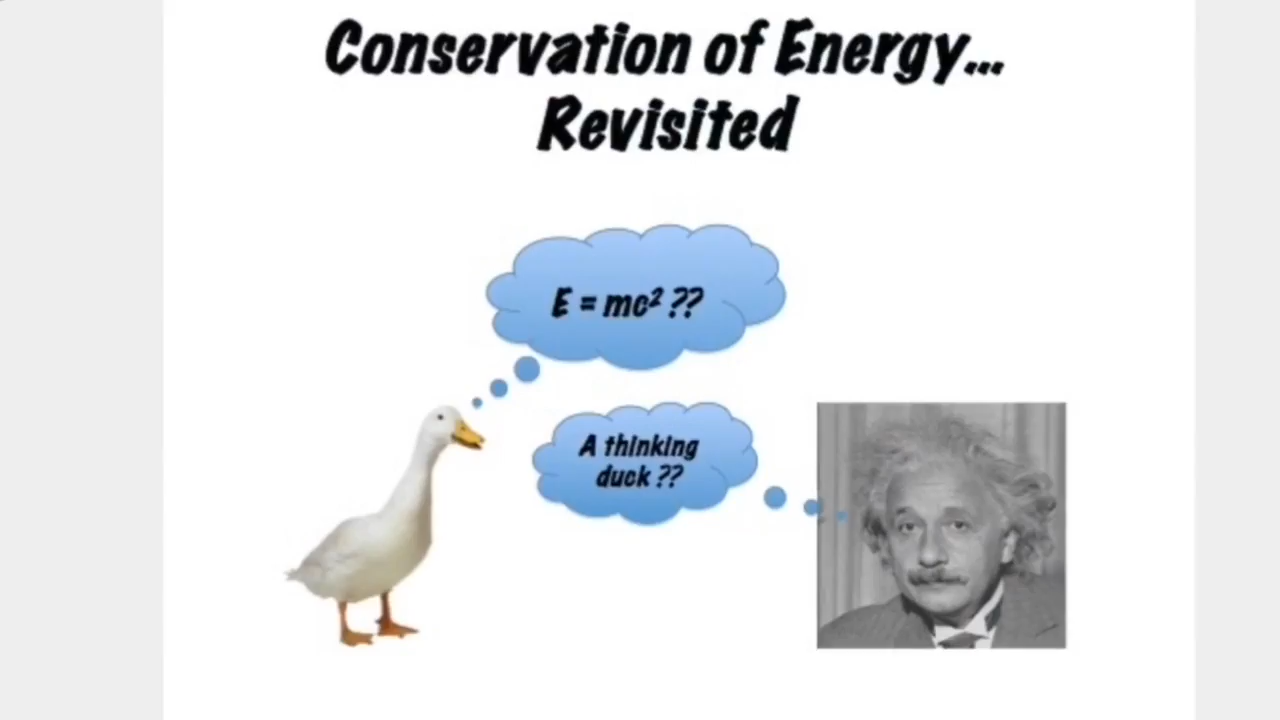 Conservation of Energy...
Revisited
E = mc² ??
A thinking
duck ??